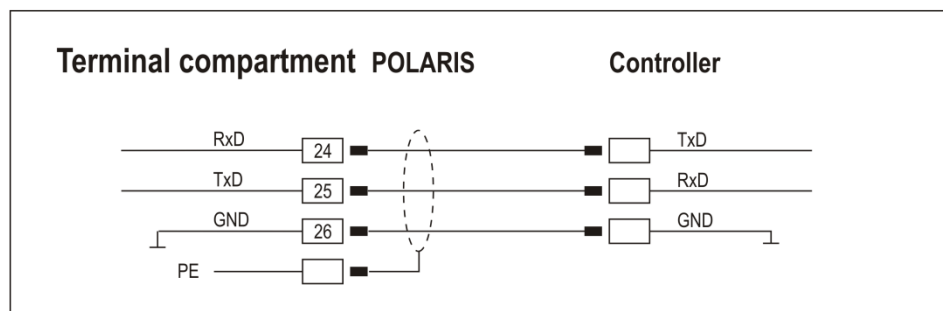 Terminal compartment POLARIS Controller
RxD 24 TxD
TxD 25 RxD
GND 26 GND
PE